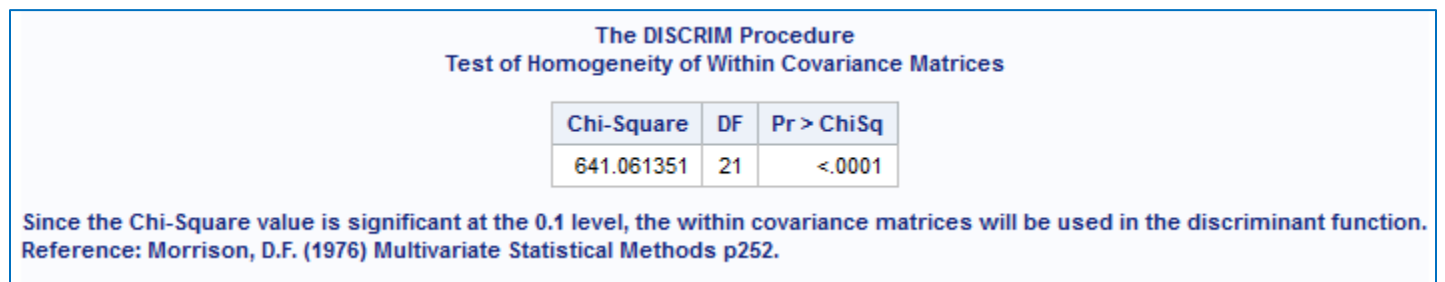 The DISCRIM Procedure
Test of Homogeneity of Within Covariance Matrices
Chi-Square DF Pr > ChiSq
641.061351 21 <.0001
Since the Chi-Square value is significant at the 0.1 level, the within covariance matrices will be used in the discriminant function.
Reference: Morrison, D.F. (1976) Multivariate Statistical Methods p252.